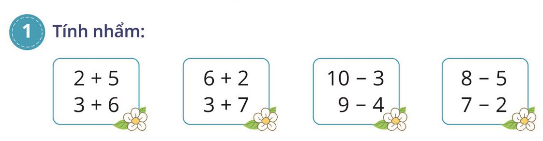 1 Tính nhẩm:
2 + 5
3 + 6
6 + 2
3 + 7
10 – 3
9 – 4
8 – 5
7 – 2